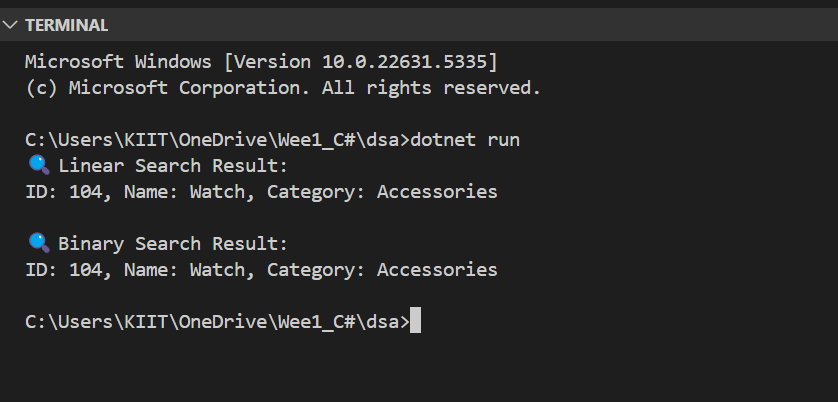 TERMINAL
Microsoft Windows [Version 10.0.22631.5335]
(c) Microsoft Corporation. All rights reserved.
C:\Users\KIIT\OneDrive\Wee1_C#\dsa>dotnet run
🔍 Linear Search Result:
ID: 104, Name: Watch, Category: Accessories
🔍 Binary Search Result:
ID: 104, Name: Watch, Category: Accessories
C:\Users\KIIT\OneDrive\Wee1_C#\dsa>